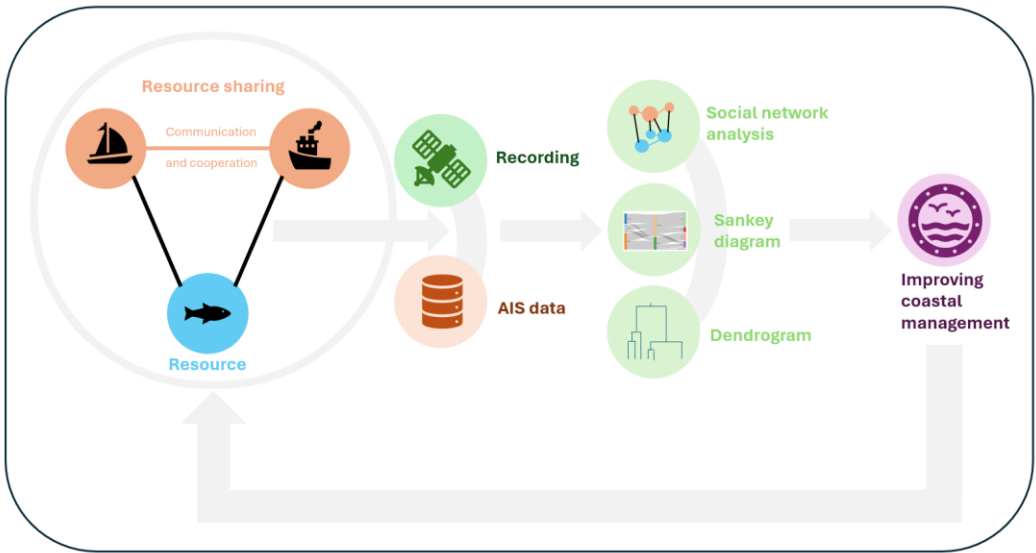 Resource sharing
Communication
and cooperation
Resource
Recording
AIS data
Social network
analysis
Sankey
diagram
Dendrogram
Improving
coastal
management